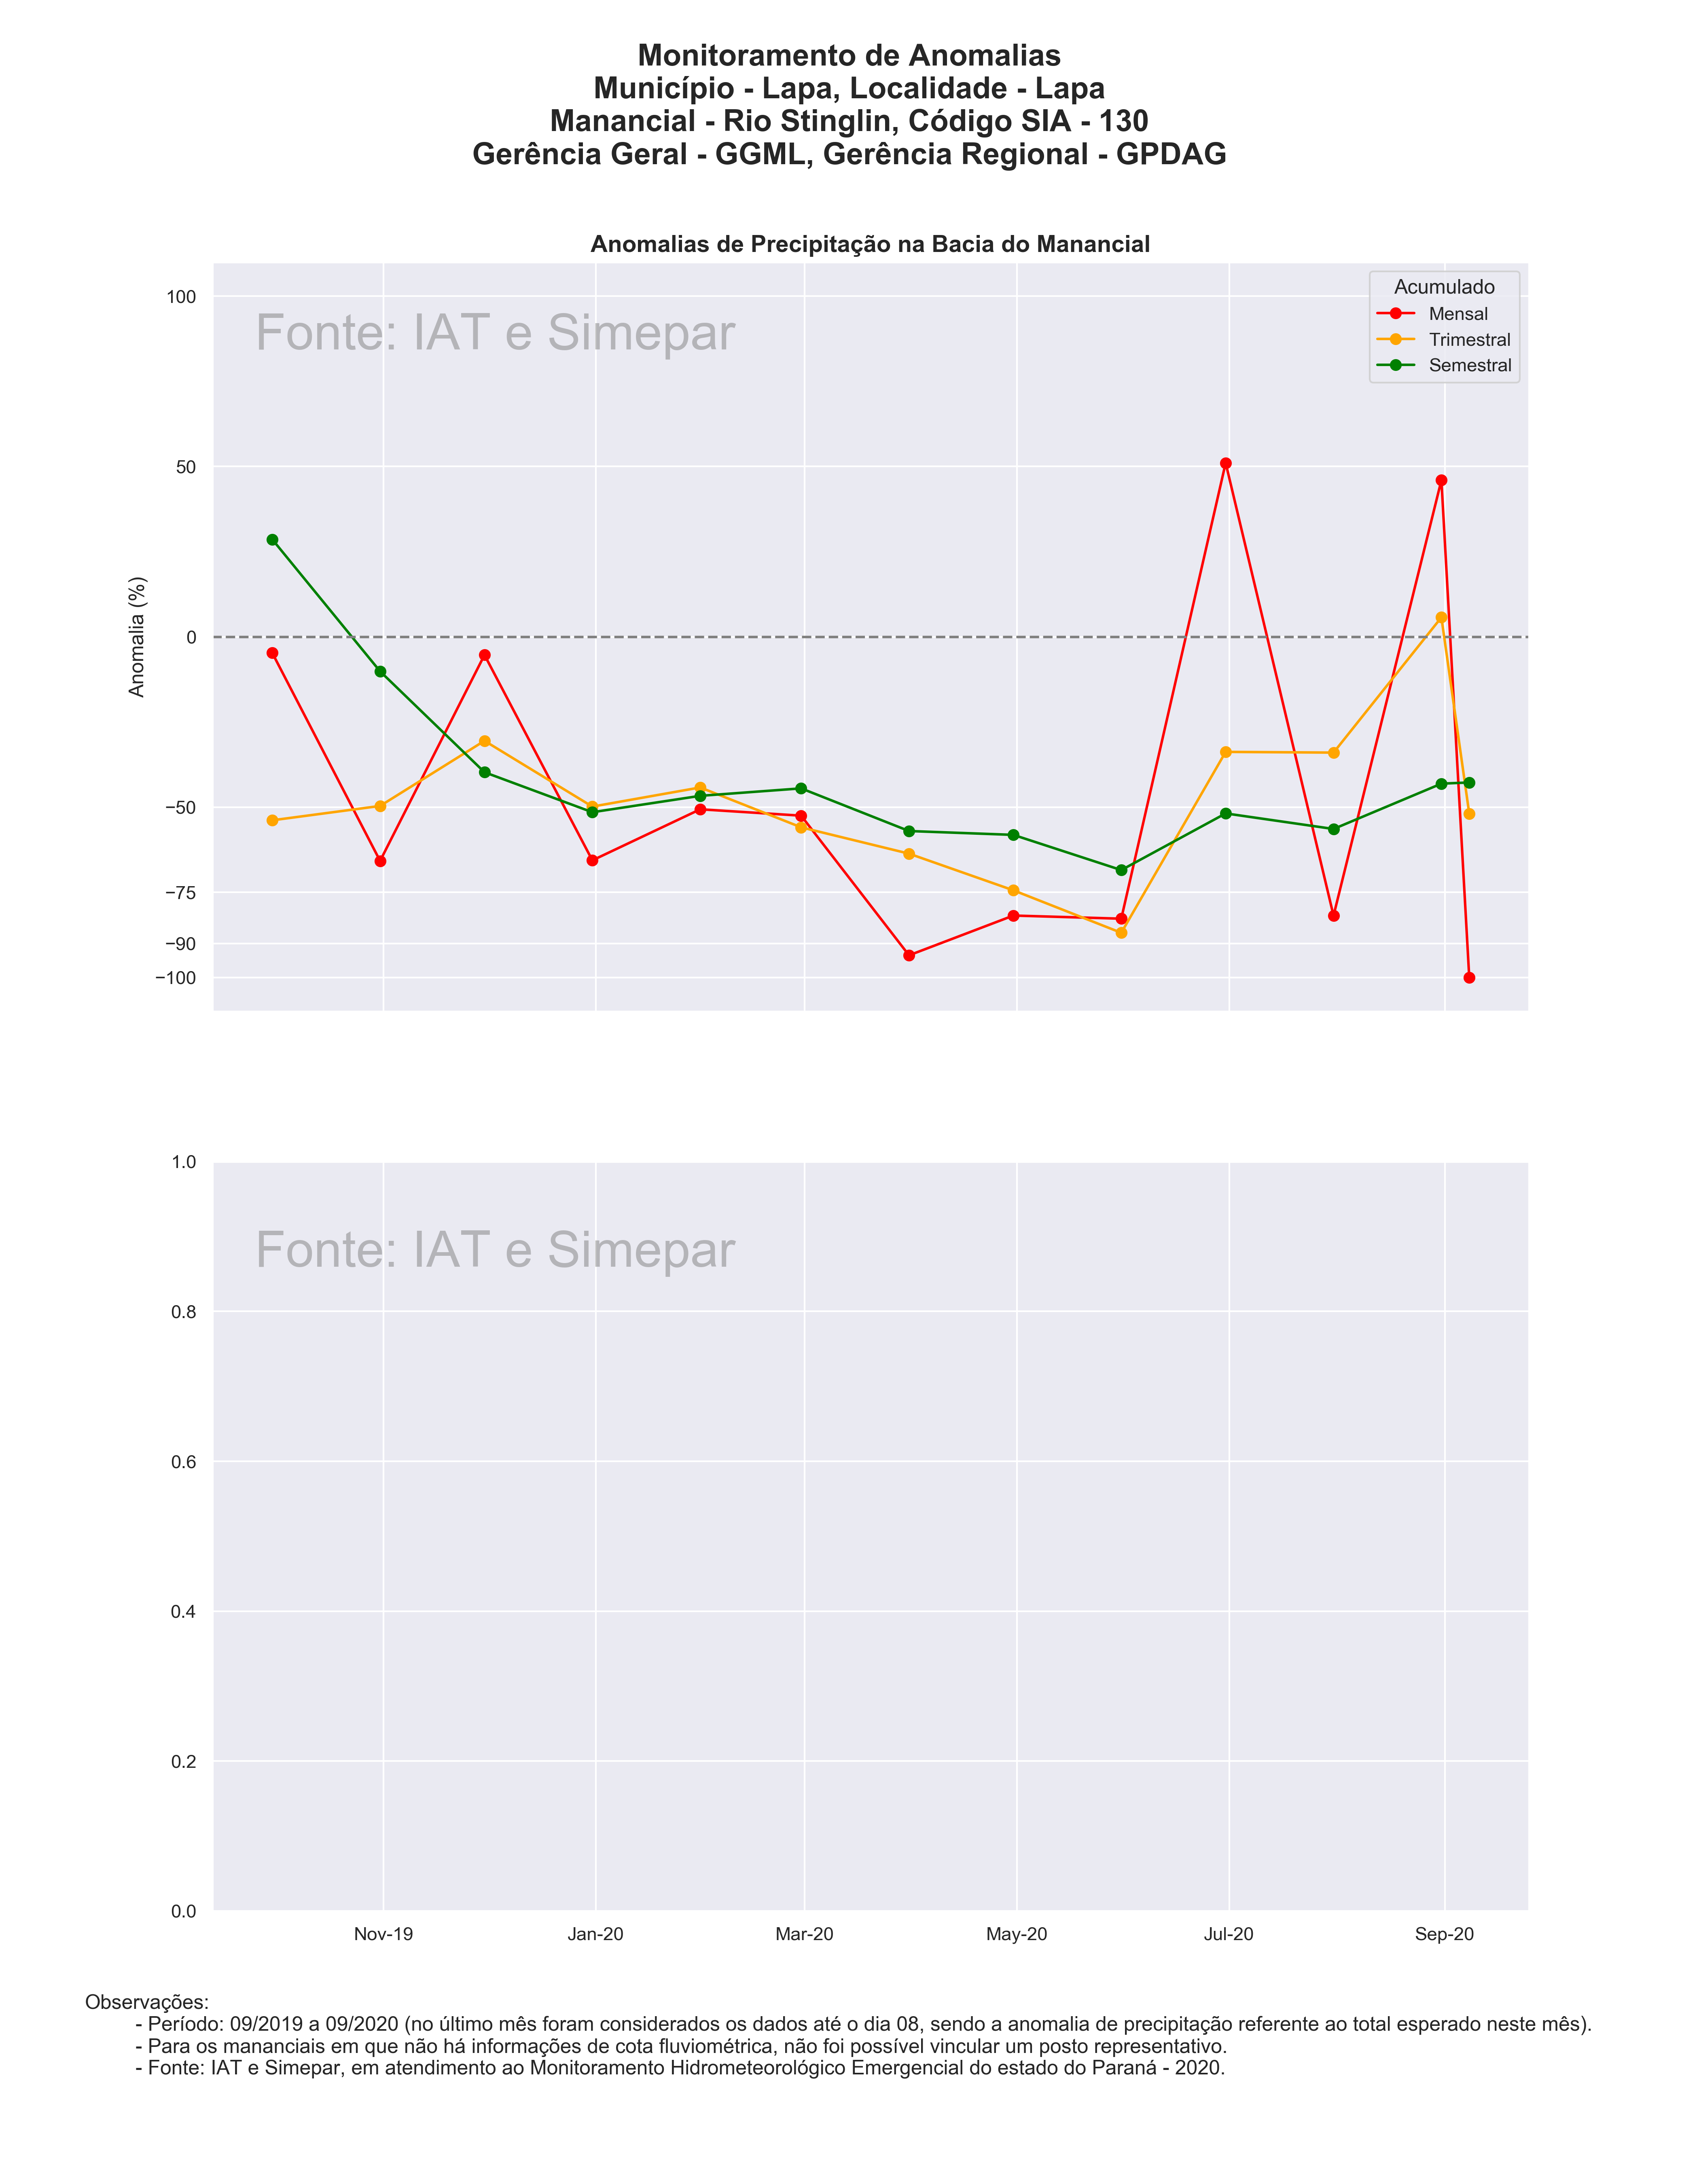 Monitoramento de Anomalias
Município - Lapa, Localidade - Lapa
Manancial - Rio Stinglin, Código SIA - 130
Gerência Geral - GGML, Gerência Regional - GPDAG
Anomalias de Precipitação na Bacia do Manancial
Fonte: IAT e Simepar
Acumulado
Mensal
Trimestral
Semestral
Anomalia (%)
100
50
0
−50
−75
−90
−100
Fonte: IAT e Simepar
1.0
0.8
0.6
0.4
0.2
0.0
Nov-19 Jan-20 Mar-20 May-20 Jul-20 Sep-20
Observações:
- Período: 09/2019 a 09/2020 (no último mês foram considerados os dados até o dia 08, sendo a anomalia de precipitação referente ao total esperado neste mês).
- Para os mananciais em que não há informações de cota fluviométrica, não foi possível vincular um posto representativo.
- Fonte: IAT e Simepar, em atendimento ao Monitoramento Hidrometeorológico Emergencial do estado do Paraná - 2020.